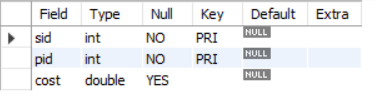 Field Type Null Key Default Extra
sid int NO PRI NULL
pid int NO PRI NULL
cost double YES NULL